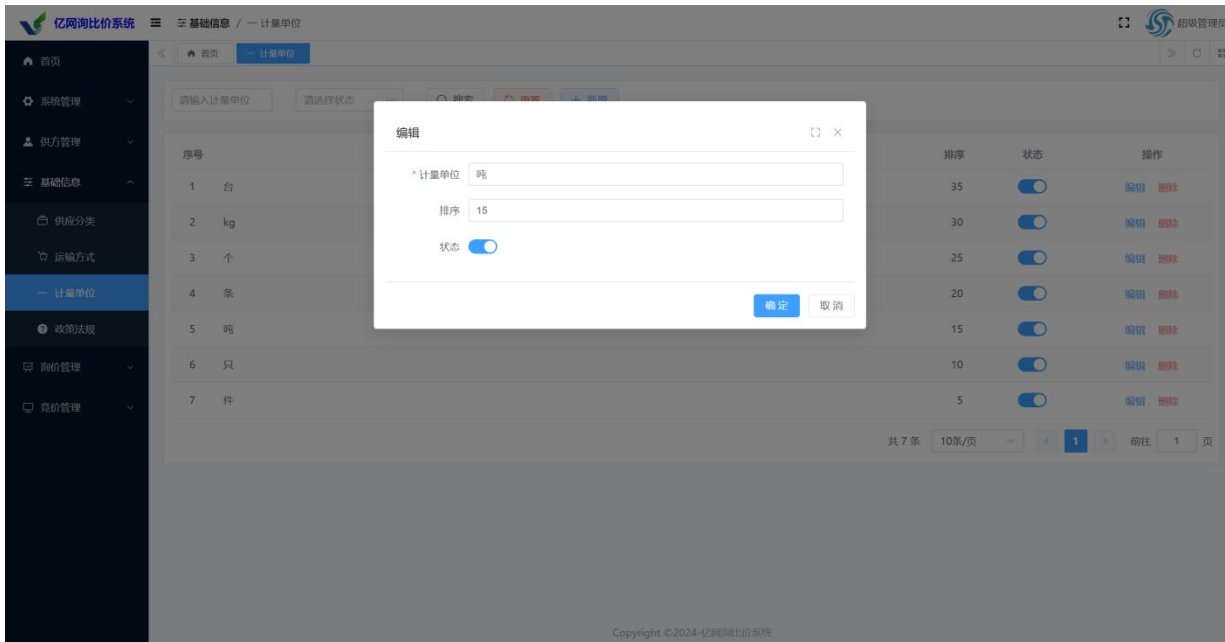 亿网询比价系统 基础信息 / 计量单位 超级管理员
首页 计量单位
首页
系统管理
供方管理
基础信息
供应分类
运输方式
计量单位
政策法规
询价管理
竞价管理
请输入计量单位 请选择状态 搜索 重置 新增
编辑
* 计量单位 吨
排序 15
状态
确定 取消
序号 排序 状态 操作
1 台 35 编辑 删除
2 kg 30 编辑 删除
3 个 25 编辑 删除
4 条 20 编辑 删除
5 吨 15 编辑 删除
6 只 10 编辑 删除
7 件 5 编辑 删除
共 7 条 10条/页 1 前往 1 页
Copyright ©2024-亿网询比价系统